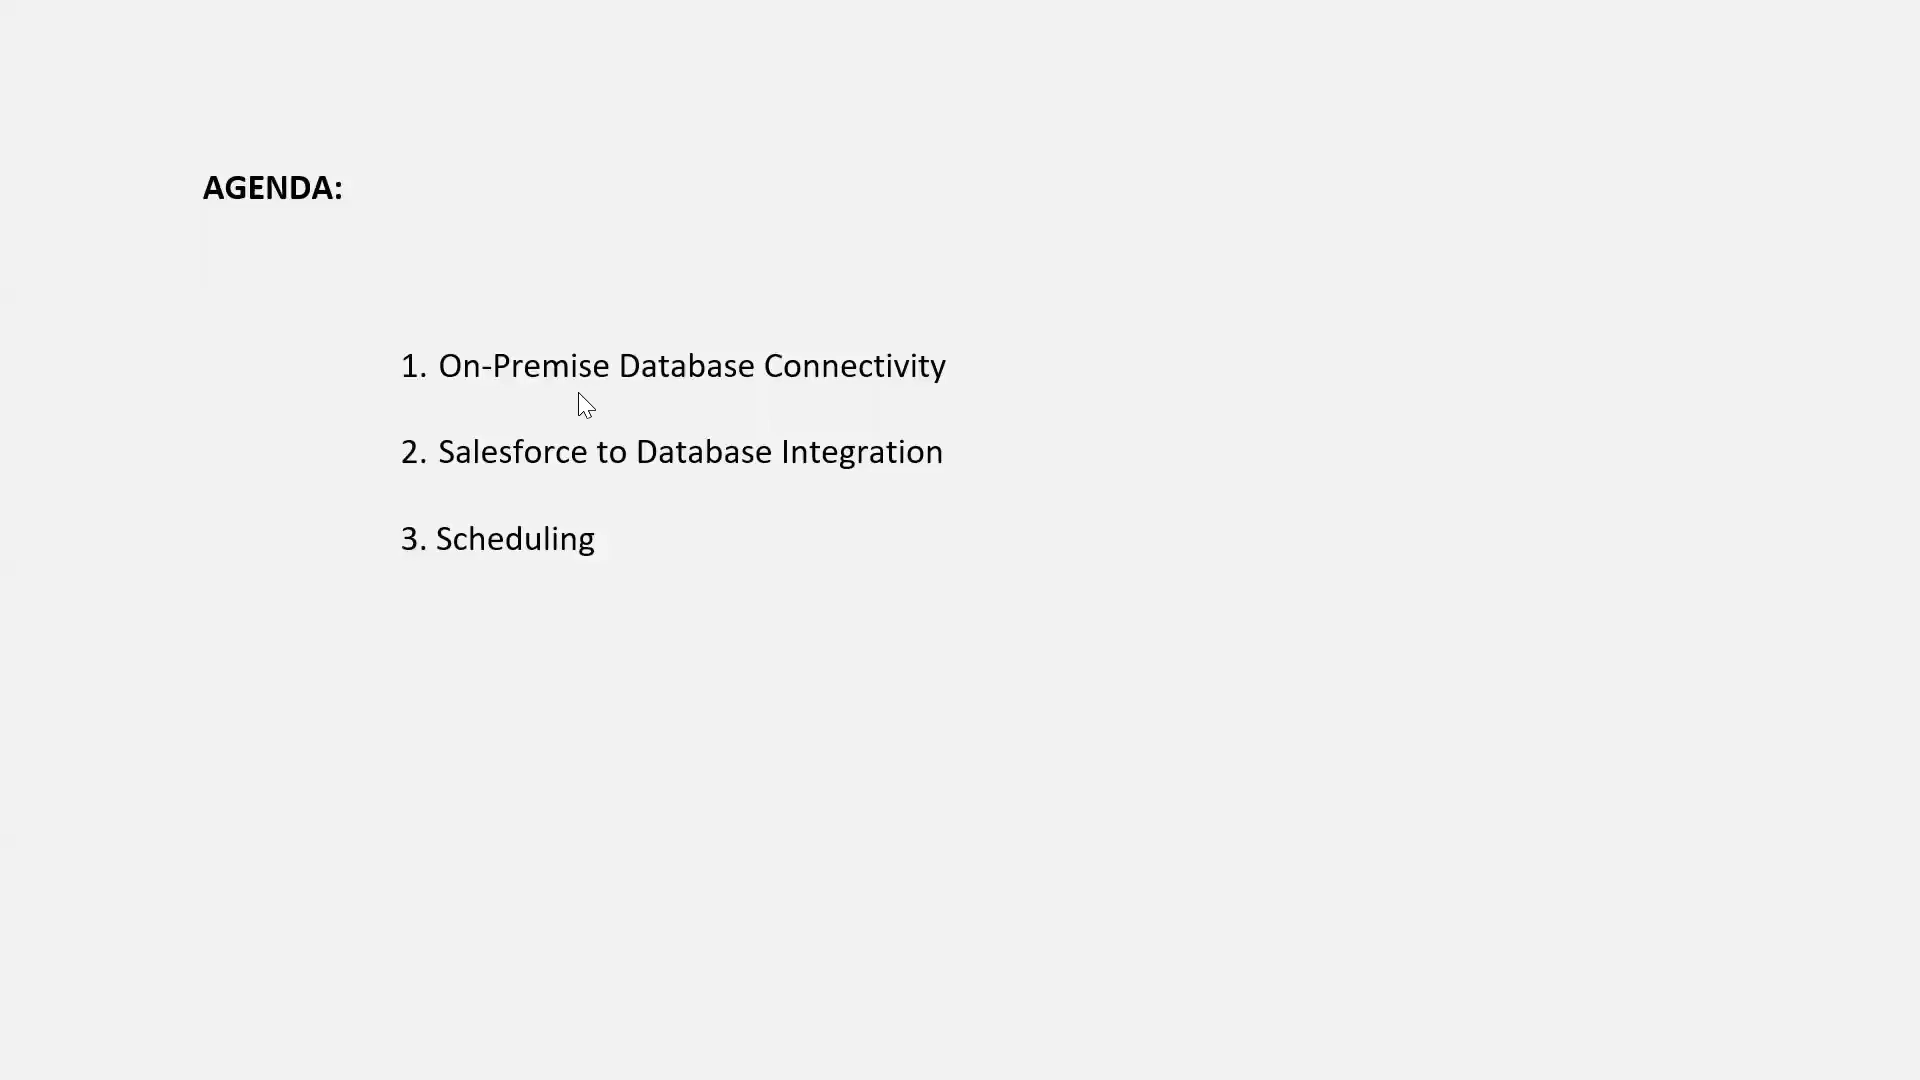 AGENDA:
1. On-Premise Database Connectivity
2. Salesforce to Database Integration
3. Scheduling